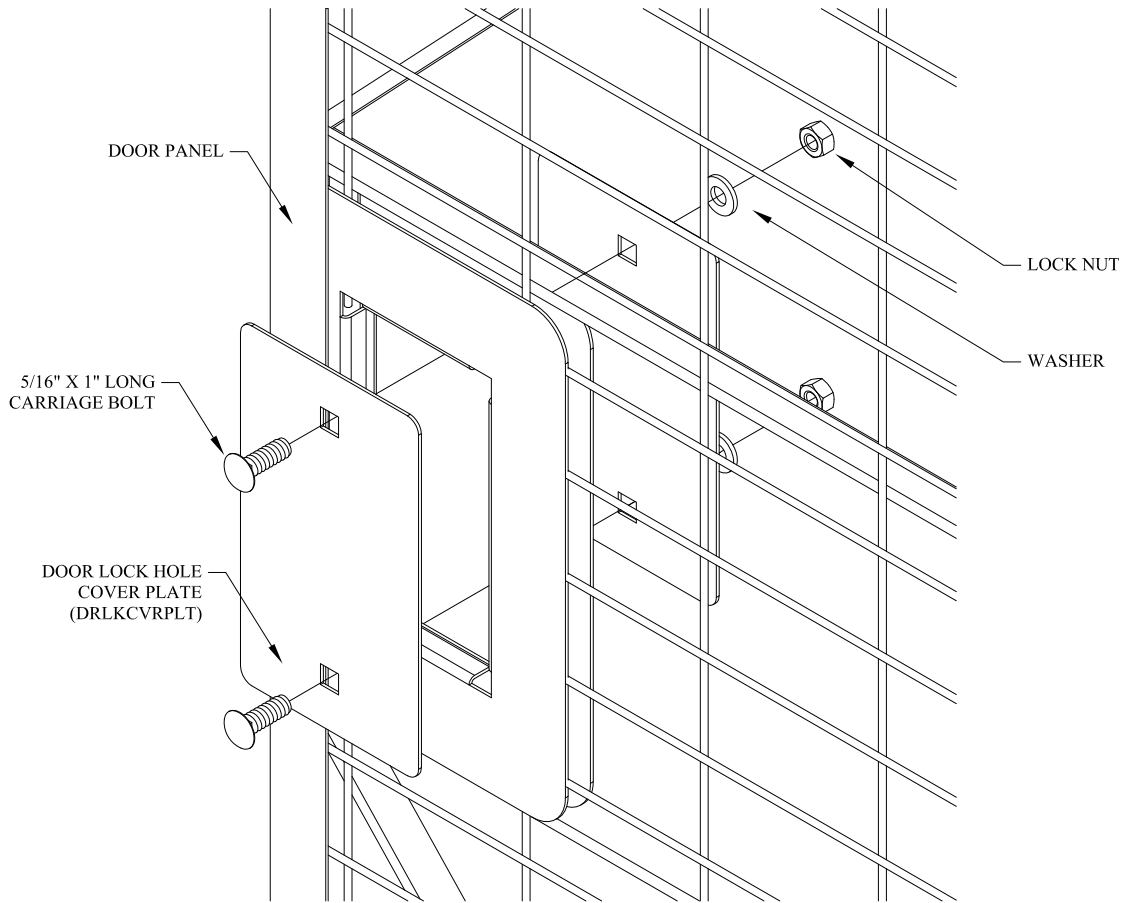 DOOR PANEL
LOCK NUT
WASHER
5/16" X 1" LONG
CARRIAGE BOLT
DOOR LOCK HOLE
COVER PLATE
(DRLKCVRPLT)